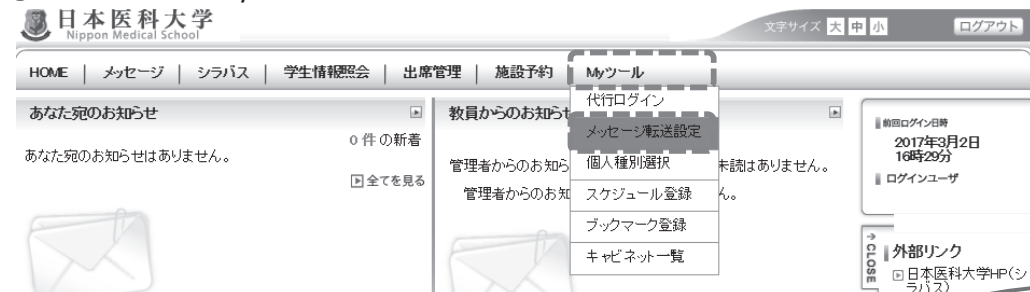 日本医科大学
Nippon Medical School
文字サイズ 大 中 小
ログアウト
HOME | メッセージ | シラバス | 学生情報照会 | 出席管理 | 施設予約 | Myツール
代行ログイン
メッセージ転送設定
個人種別選択
スケジュール登録
ブックマーク登録
キャビネット一覧
あなた宛のお知らせ
0 件 の新着
あなた宛のお知らせはありません。
全てを見る
教員からのお知らせ
管理者からのお知ら
未読はありません。
管理者からのお知
ん。
前回ログイン日時
2017年3月2日
16時29分
ログインユーザ
CLOSE
外部リンク
日本医科大学HP(シ
ラバス)